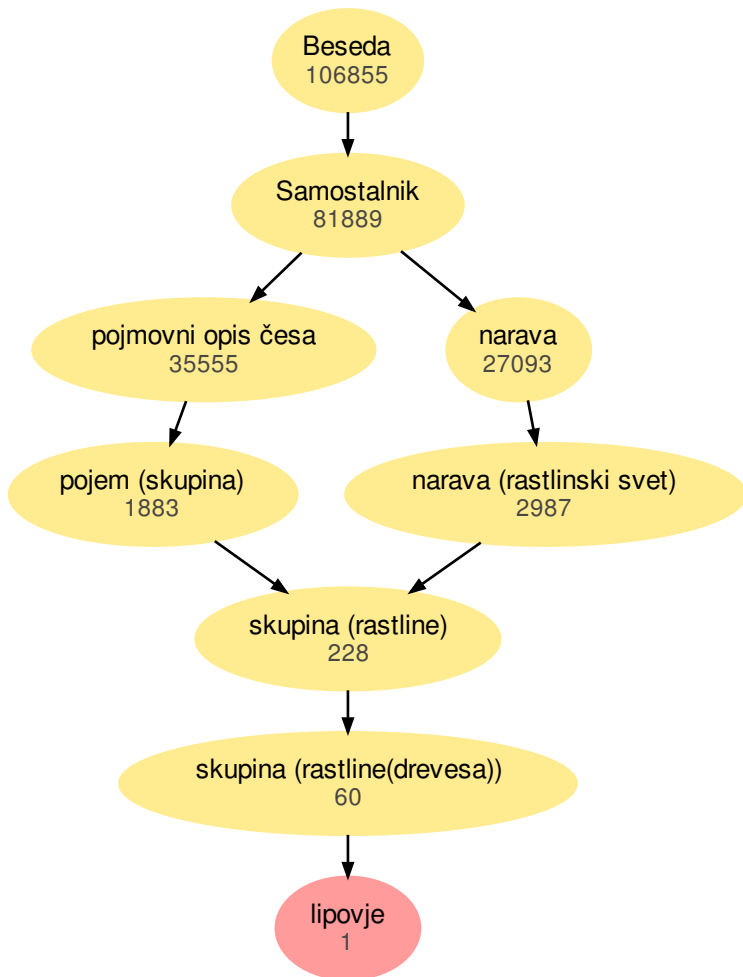 Beseda
106855
Samostalnik
81889
pojmovni opis česa
35555
narava
27093
pojem (skupina)
1883
narava (rastlinski svet)
2987
skupina (rastline)
228
skupina (rastline(drevesa))
60
lipovje
1